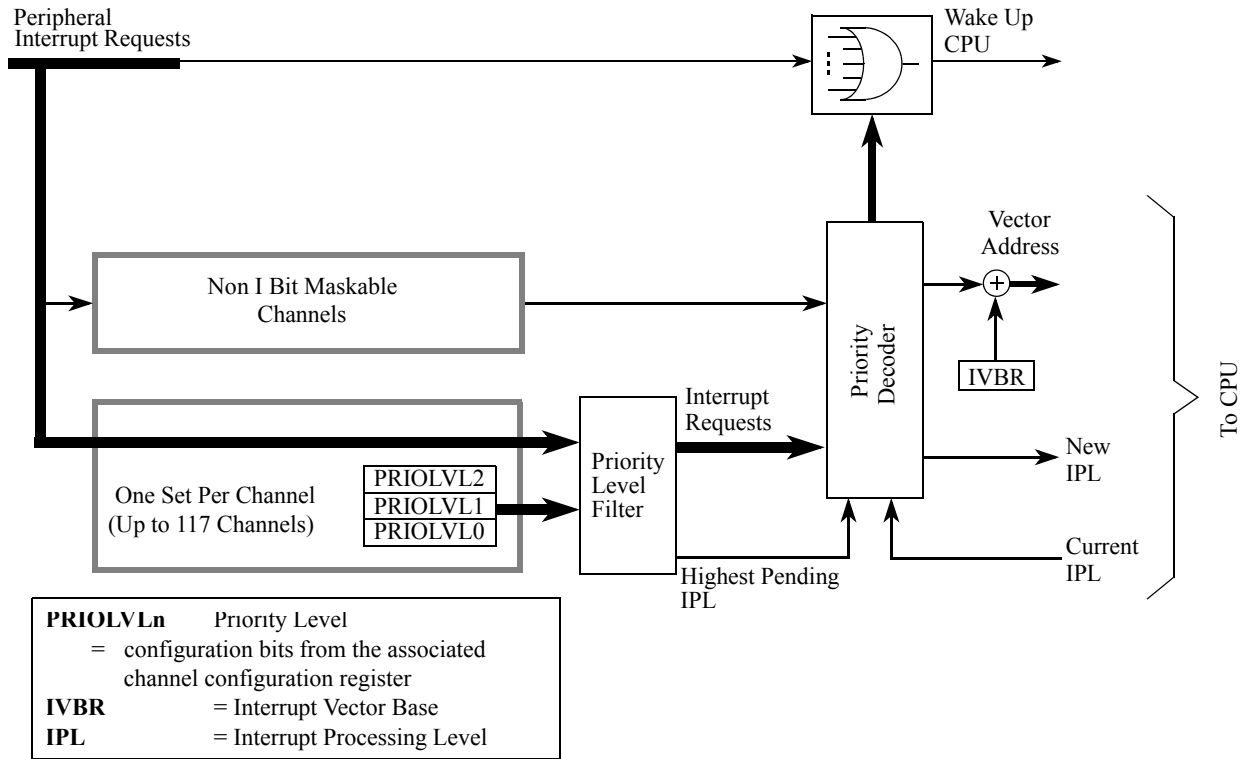 Peripheral
Interrupt Requests
Wake Up
CPU
Non I Bit Maskable
Channels
Vector
Address
Priority
Decoder
IVBR
To CPU
Interrupt
Requests
Priority
Level
Filter
PRIOLVL2
PRIOLVL1
PRIOLVL0
One Set Per Channel
(Up to 117 Channels)
New
IPL
Current
IPL
Highest Pending
IPL
PRIOLVLn Priority Level
= configuration bits from the associated
channel configuration register
IVBR = Interrupt Vector Base
IPL = Interrupt Processing Level